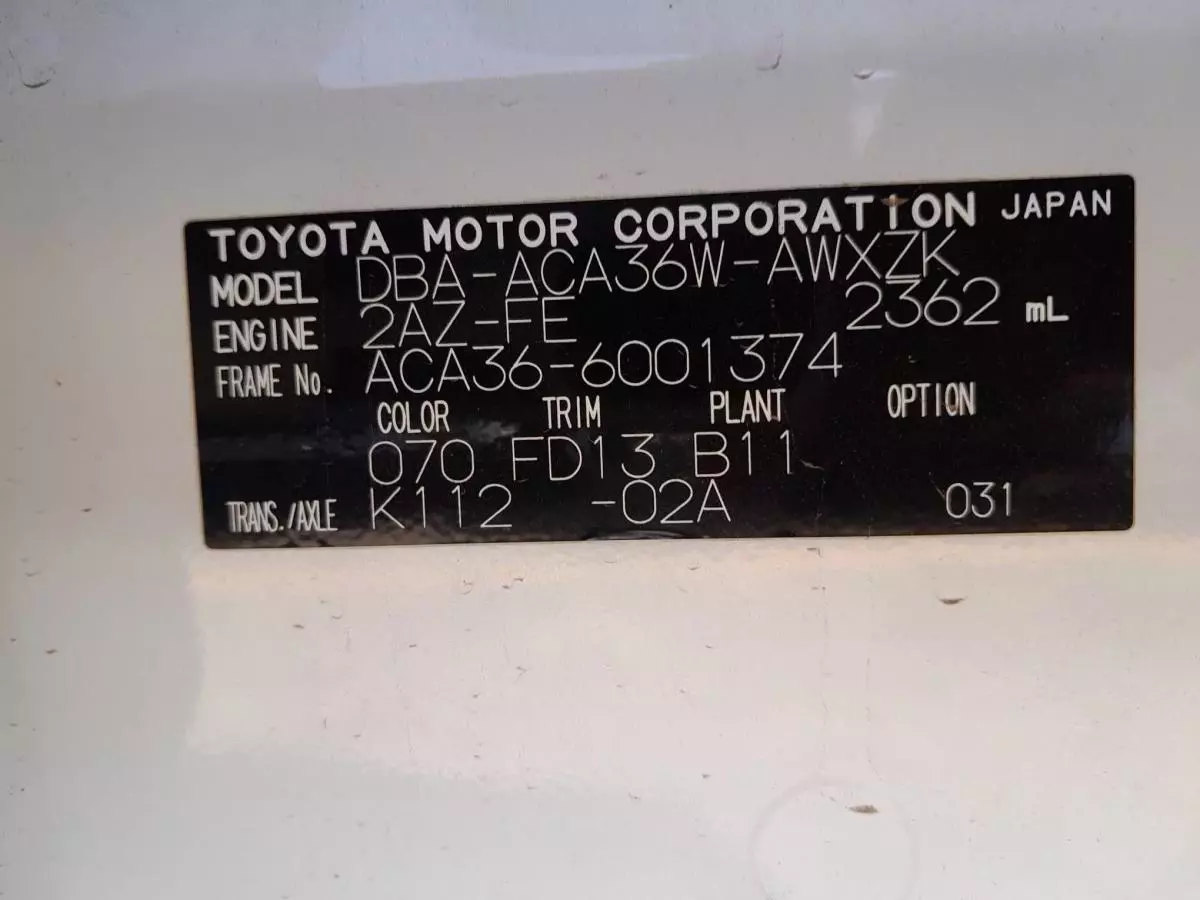 TOYOTA MOTOR CORPORATION JAPAN
MODEL DBA-ACA36W-AWXZK
ENGINE 2AZ-FE 2362 mL
FRAME No. ACA36-6001374
COLOR TRIM PLANT OPTION
070 FD13 B11
TRANS./AXLE K112 -02A 031